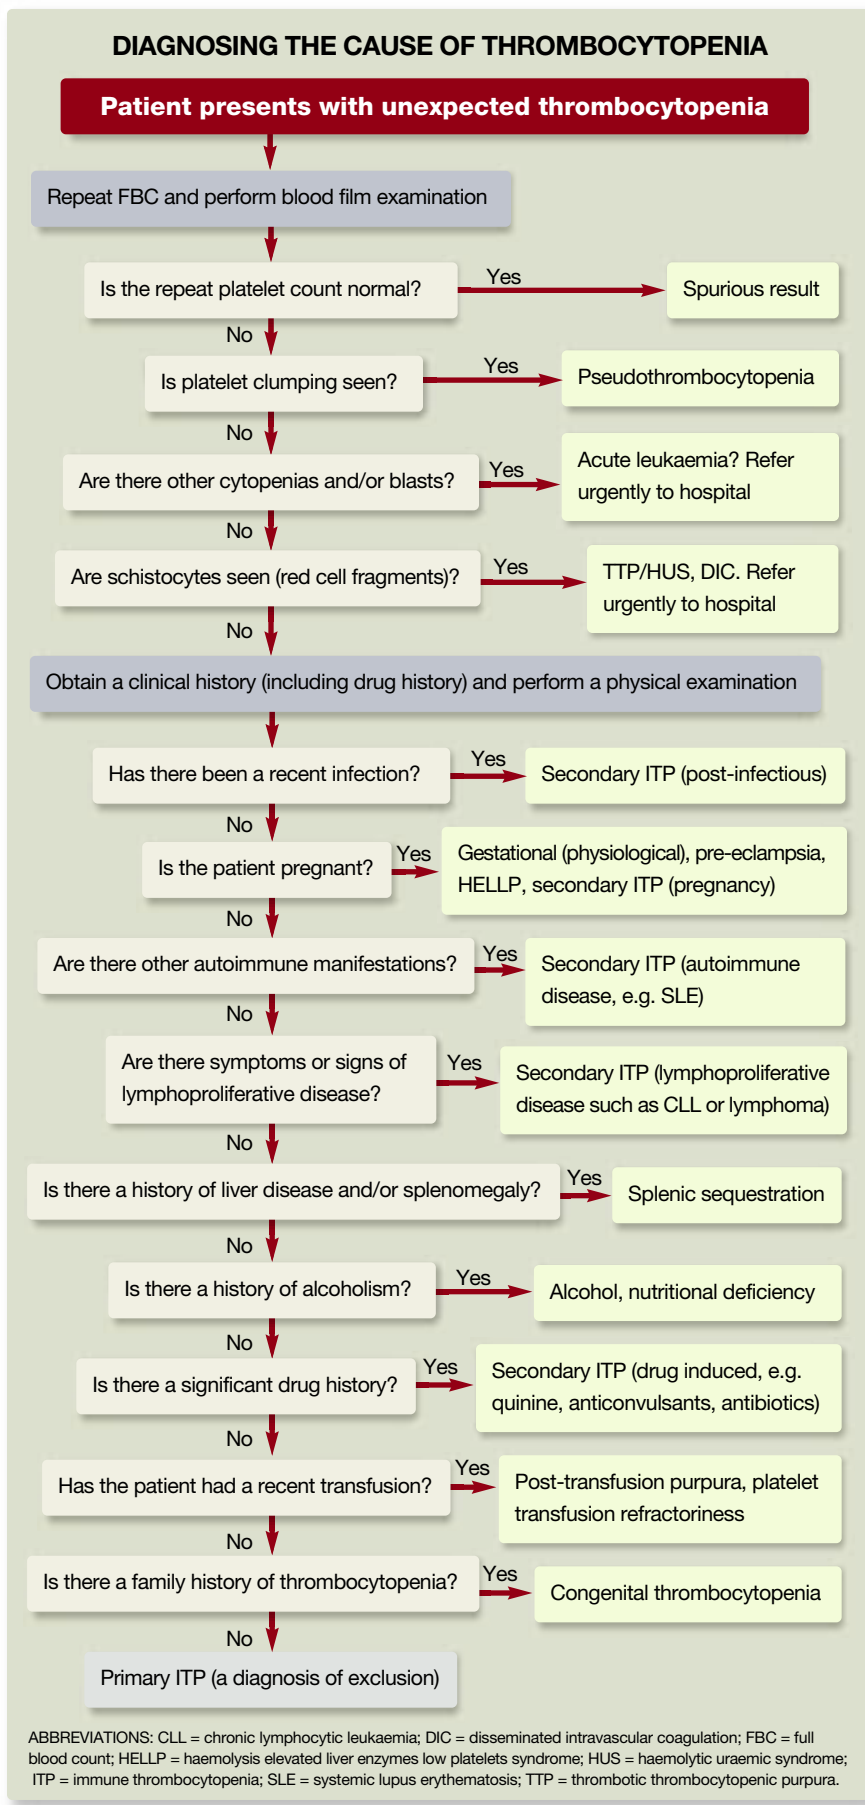 DIAGNOSING THE CAUSE OF THROMBOCYTOPENIA
Patient presents with unexpected thrombocytopenia
Repeat FBC and perform blood film examination
Is the repeat platelet count normal?
Yes
Spurious result
No
Is platelet clumping seen?
Yes
Pseudothrombocytopenia
No
Are there other cytopenias and/or blasts?
Yes
Acute leukaemia? Refer
urgently to hospital
No
Are schistocytes seen (red cell fragments)?
Yes
TTP/HUS, DIC. Refer
urgently to hospital
No
Obtain a clinical history (including drug history) and perform a physical examination
Has there been a recent infection?
Yes
Secondary ITP (post-infectious)
No
Is the patient pregnant?
Yes
Gestational (physiological), pre-eclampsia,
HELLP, secondary ITP (pregnancy)
No
Are there other autoimmune manifestations?
Yes
Secondary ITP (autoimmune
disease, e.g. SLE)
No
Are there symptoms or signs of
lymphoproliferative disease?
Yes
Secondary ITP (lymphoproliferative
disease such as CLL or lymphoma)
No
Is there a history of liver disease and/or splenomegaly?
Yes
Splenic sequestration
No
Is there a history of alcoholism?
Yes
Alcohol, nutritional deficiency
No
Is there a significant drug history?
Yes
Secondary ITP (drug induced, e.g.
quinine, anticonvulsants, antibiotics)
No
Has the patient had a recent transfusion?
Yes
Post-transfusion purpura, platelet
transfusion refractoriness
No
Is there a family history of thrombocytopenia?
Yes
Congenital thrombocytopenia
No
Primary ITP (a diagnosis of exclusion)
ABBREVIATIONS: CLL = chronic lymphocytic leukaemia; DIC = disseminated intravascular coagulation; FBC = full
blood count; HELLP = haemolysis elevated liver enzymes low platelets syndrome; HUS = haemolytic uraemic syndrome;
ITP = immune thrombocytopenia; SLE = systemic lupus erythematosis; TTP = thrombotic thrombocytopenic purpura.